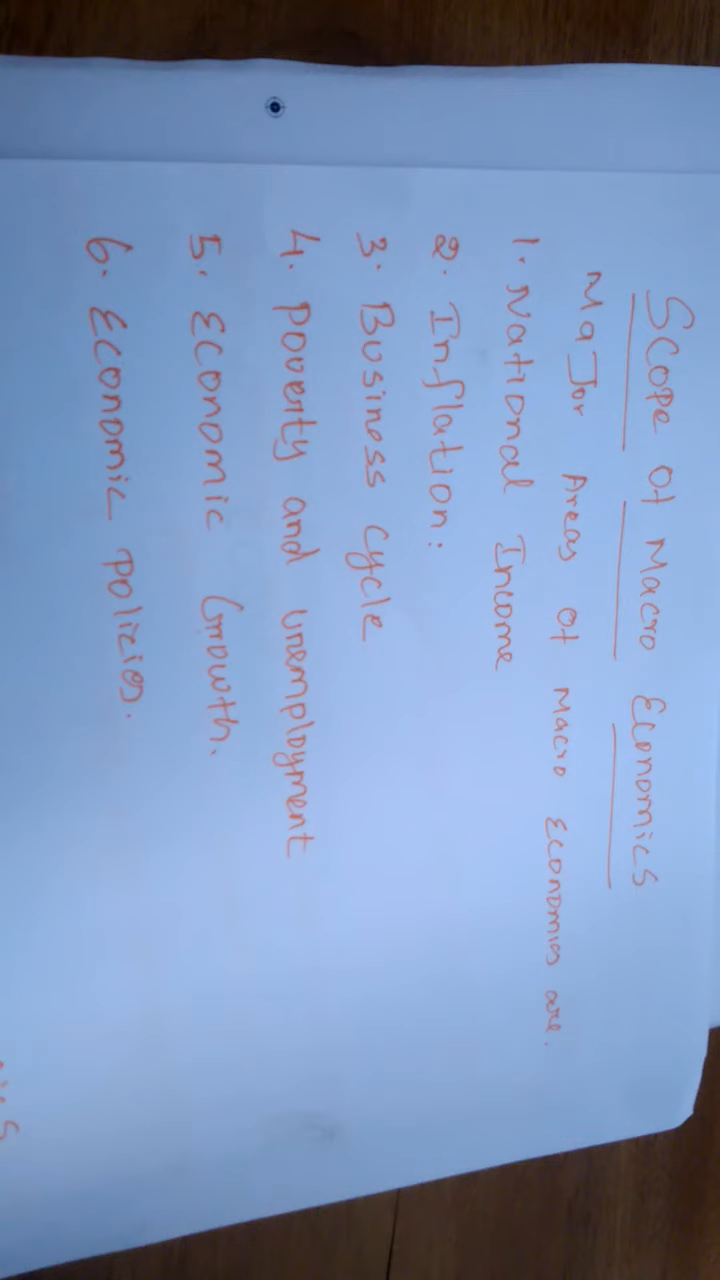 Scope Of Macro Economics
Major Areas Of Macro Economics are.
1. National Income
2. Inflation:
3. Business Cycle
4. Poverty and Unemployment
5. Economic Growth.
6. Economic Policies.